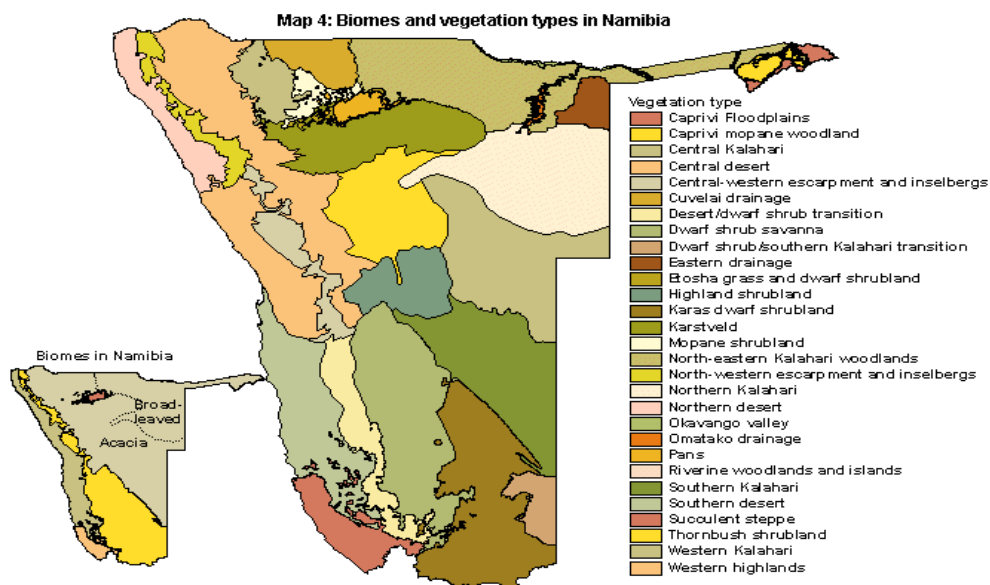 Map 4: Biomes and vegetation types in Namibia
Vegetation type
Caprivi Floodplains
Caprivi mopane woodland
Central Kalahari
Central desert
Central-western escarpment and inselbergs
Cuvelai drainage
Desert/dwarf shrub transition
Dwarf shrub savanna
Dwarf shrub/southern Kalahari transition
Eastern drainage
Etosha grass and dwarf shrubland
Highland shrubland
Karas dwarf shrubland
Karstveld
Mopane shrubland
North-eastern Kalahari woodlands
North-western escarpment and inselbergs
Northern Kalahari
Northern desert
Okavango valley
Omatako drainage
Pans
Riverine woodlands and islands
Southern Kalahari
Southern desert
Succulent steppe
Thornbush shrubland
Western Kalahari
Western highlands
Biomes in Namibia
Broad-
leaved
Acacia